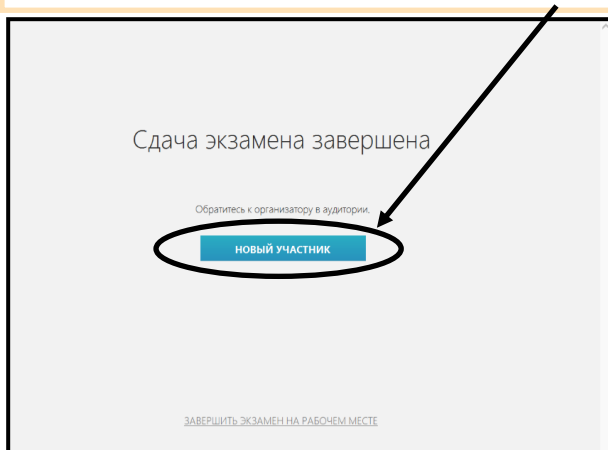 Сдача экзамена завершена
Обратитесь к организатору в аудитории.
НОВЫЙ УЧАСТНИК
ЗАВЕРШИТЬ ЭКЗАМЕН НА РАБОЧЕМ МЕСТЕ